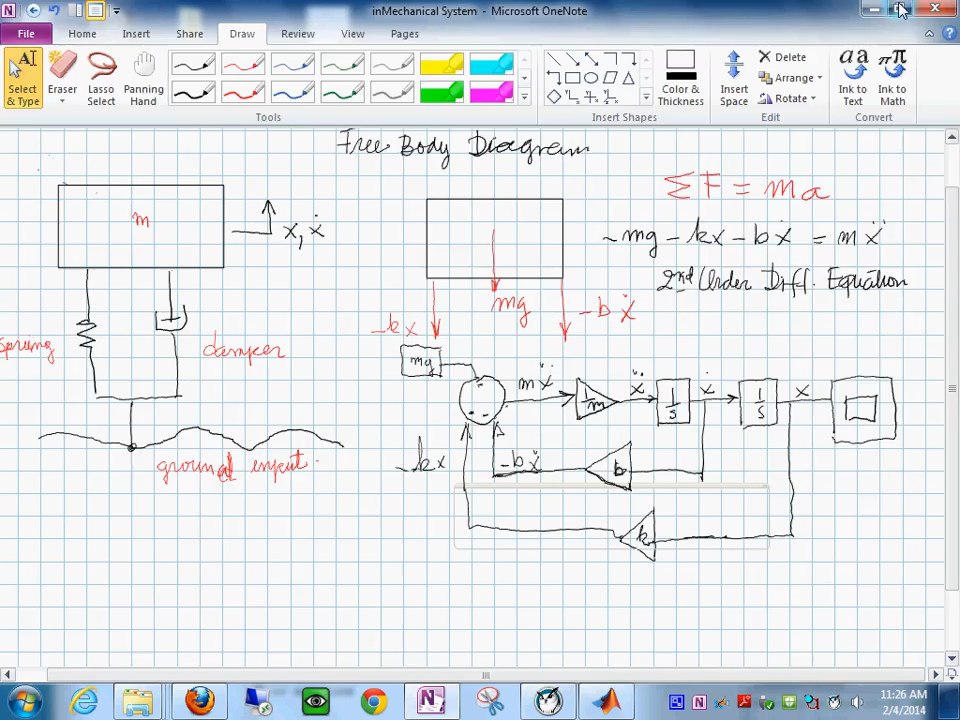 inMechanical System - Microsoft OneNote
File Home Insert Share Draw Review View Pages
Select & Type
Eraser
Lasso Select
Panning Hand
Color & Thickness
Insert Space
Delete
Arrange
Rotate
Ink to Text
Ink to Math
Tools
Insert Shapes
Edit
Convert
Free Body Diagram
ΣF = ma
-mg - kx - bẋ = mẍ
2nd Order Diff. Equation
m
x, ẋ
mg
-kx
-bẋ
spring
damper
ground input
mg
mẍ
1/m
ẍ
1/s
ẋ
1/s
x
-kx
-bẋ
b
k
11:26 AM
2/4/2014